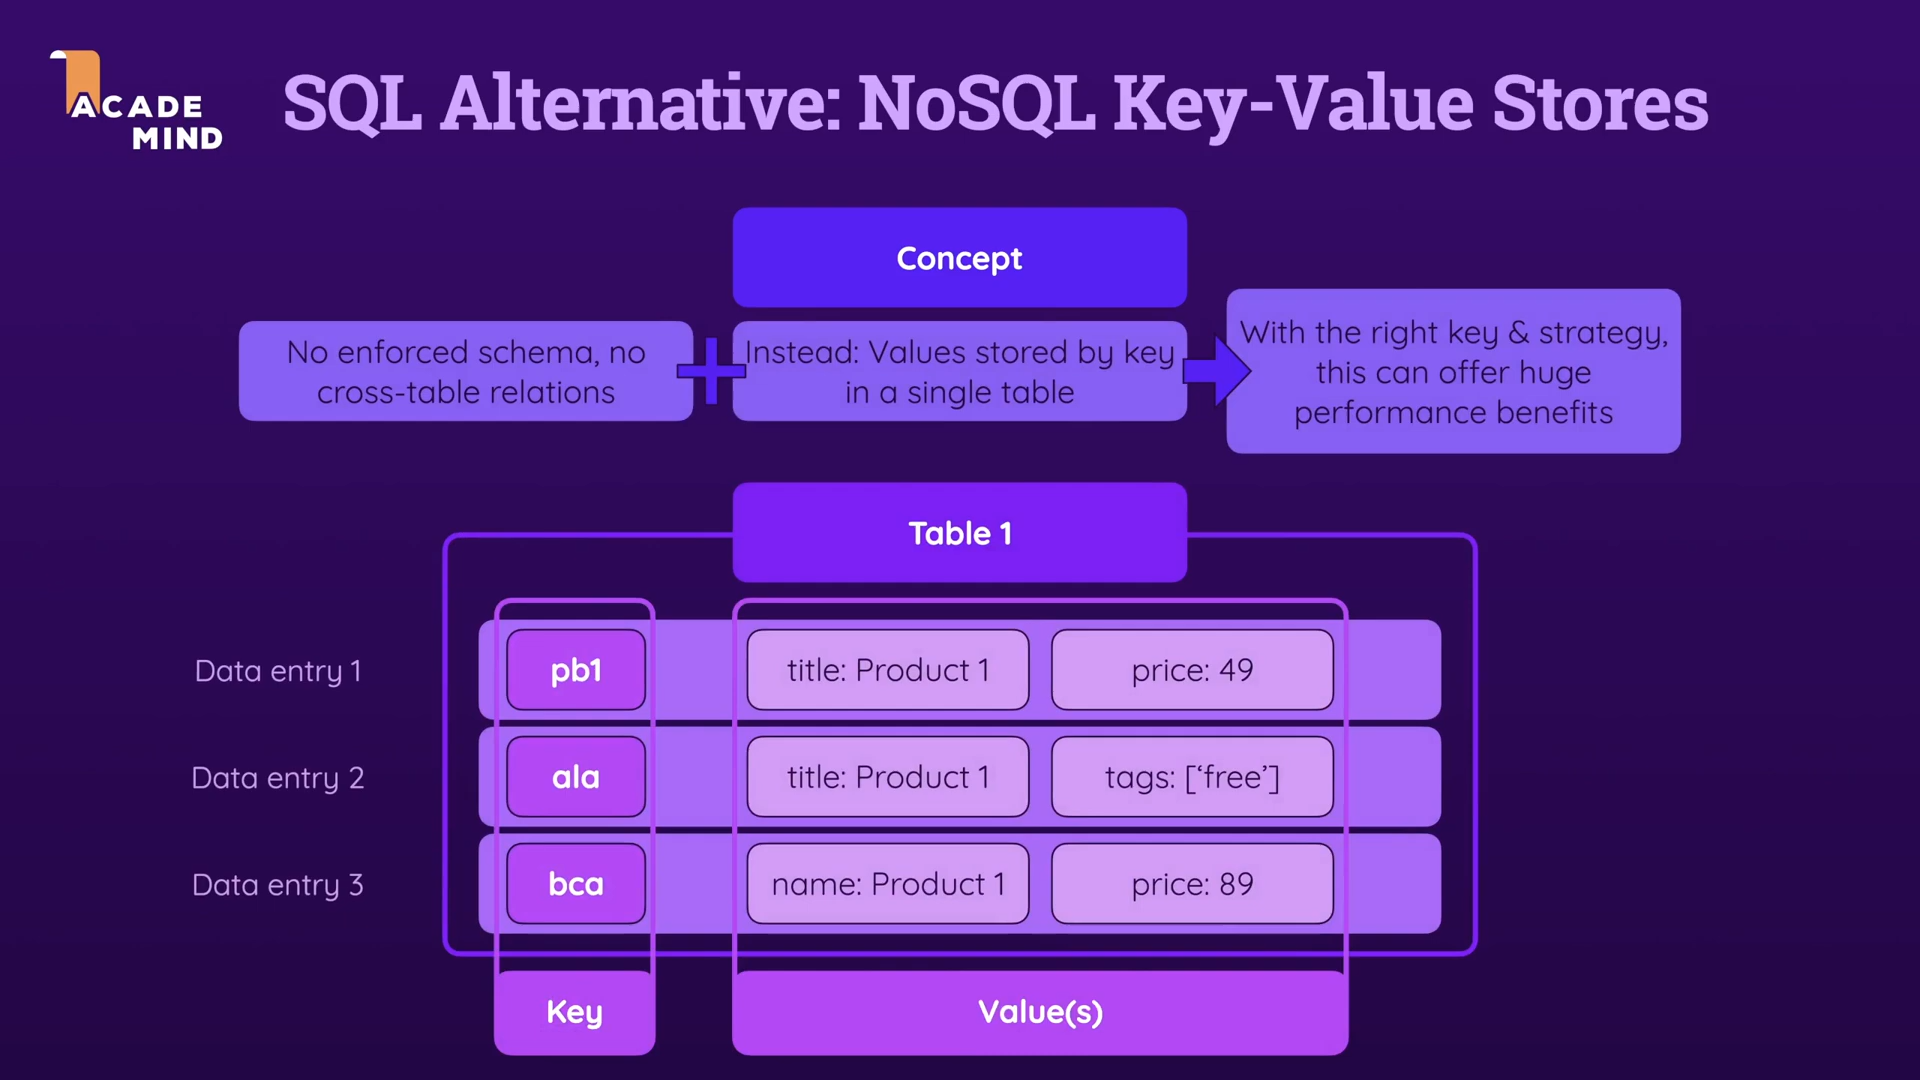 ACADE
MIND
SQL Alternative: NoSQL Key-Value Stores
Concept
No enforced schema, no
cross-table relations
Instead: Values stored by key
in a single table
With the right key & strategy,
this can offer huge
performance benefits
Table 1
Data entry 1
pb1
title: Product 1
price: 49
Data entry 2
ala
title: Product 1
tags: [‘free’]
Data entry 3
bca
name: Product 1
price: 89
Key
Value(s)